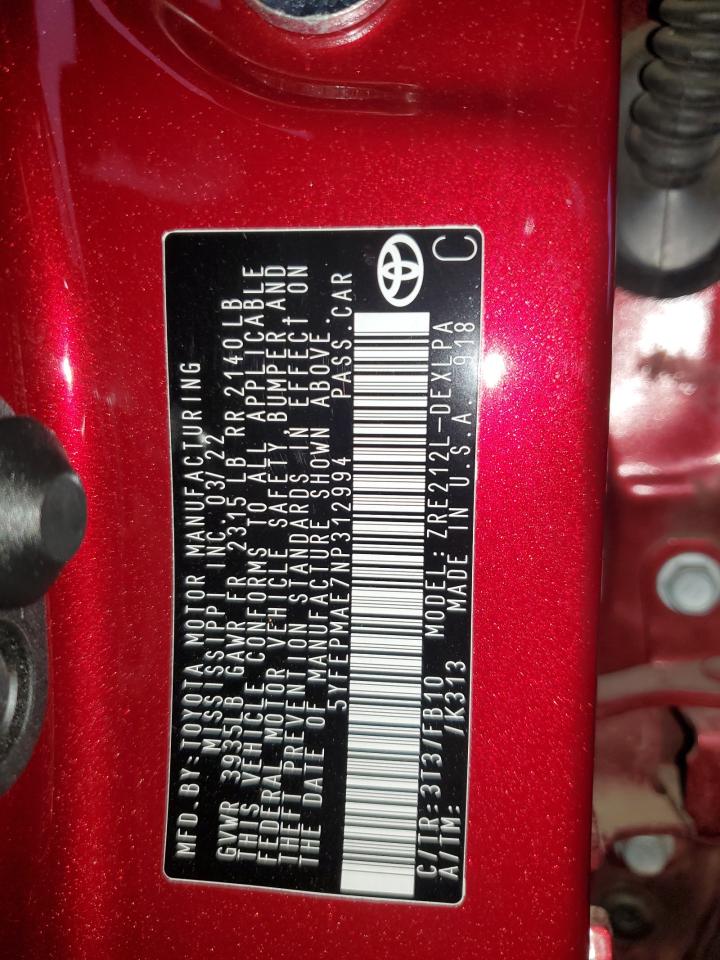 MFD.BY:TOYOTA MOTOR MANUFACTURING
MISSISSIPPI INC. 03/22
GVWR 3935LB GAWR FR 2315 LB RR 2140LB
THIS VEHICLE CONFORMS TO ALL APPLICABLE
FEDERAL MOTOR VEHICLE SAFETY BUMPER AND
THEFT PREVENTION STANDARDS IN EFFECT ON
THE DATE OF MANUFACTURE SHOWN ABOVE.
5YFEPMAE7NP312994 PASS.CAR
C/TR:3T3/FB10 MODEL:ZRE212L-DEXLPA
A/TM: /K313 MADE IN U.S.A. 918 C